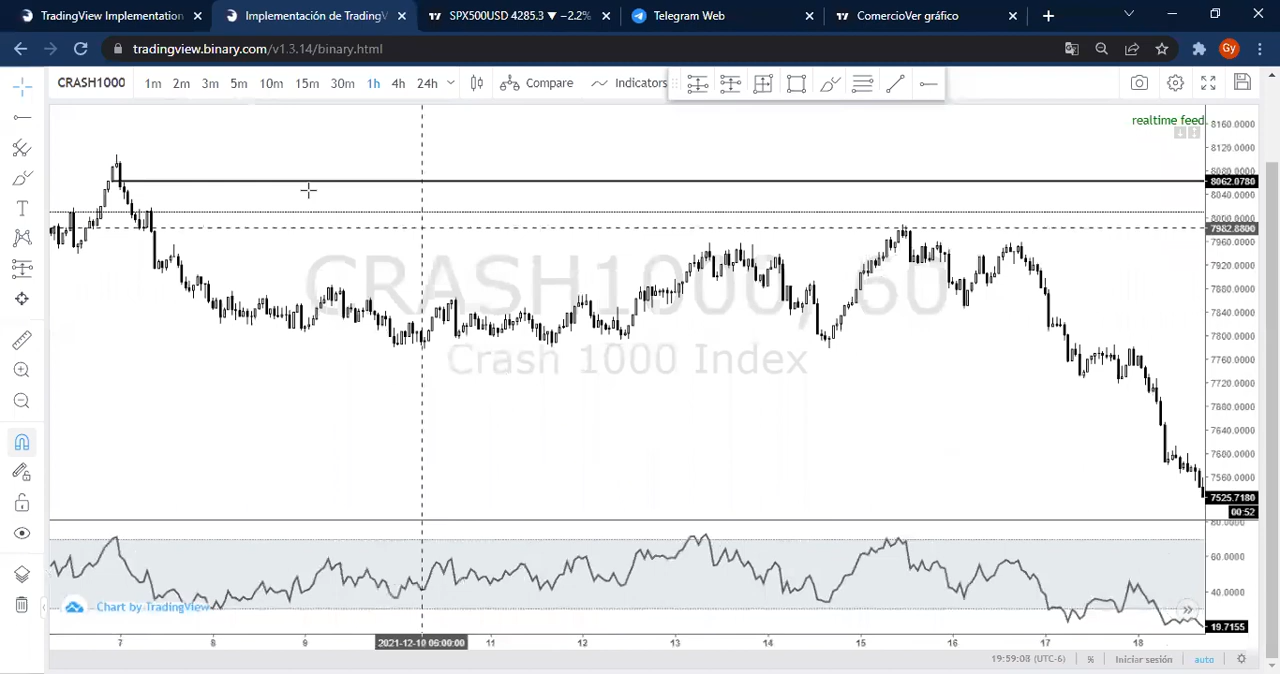 TradingView Implementation
Implementación de TradingV
SPX500USD 4285.3 ▼ −2.2%
Telegram Web
ComercioVer gráfico
tradingview.binary.com/v1.3.14/binary.html
Gy
CRASH1000 1m 2m 3m 5m 10m 15m 30m 1h 4h 24h Compare Indicators
realtime feed
8160.0000
8120.0000
8080.0000
8062.0780
8040.0000
8000.0000
7982.8800
7960.0000
7920.0000
7880.0000
7840.0000
7800.0000
7760.0000
7720.0000
7680.0000
7640.0000
7600.0000
7560.0000
7525.7180
00:52
CRASH1000, 60
Crash 1000 Index
80.0000
60.0000
40.0000
19.7155
Chart by TradingView
7 8 9 2021-12-10 06:00:00 11 12 13 14 15 16 17 18
19:59:08 (UTC-6) % Iniciar sesión auto